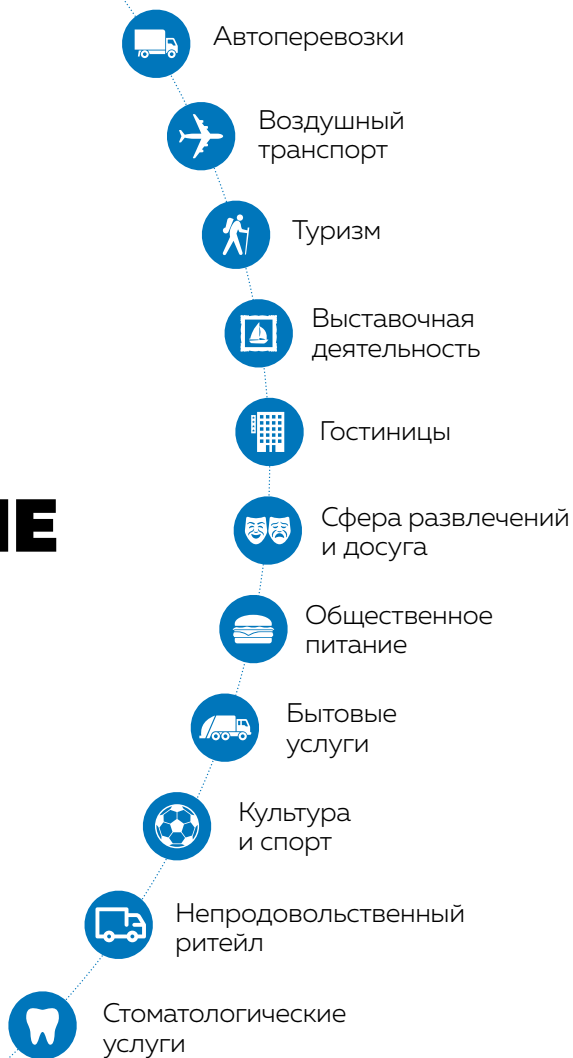 Автоперевозки
Воздушный
транспорт
Туризм
Выставочная
деятельность
Гостиницы
Сфера развлечений
и досуга
Общественное
питание
Бытовые
услуги
Культура
и спорт
Непродовольственный
ритейл
Стоматологические
услуги